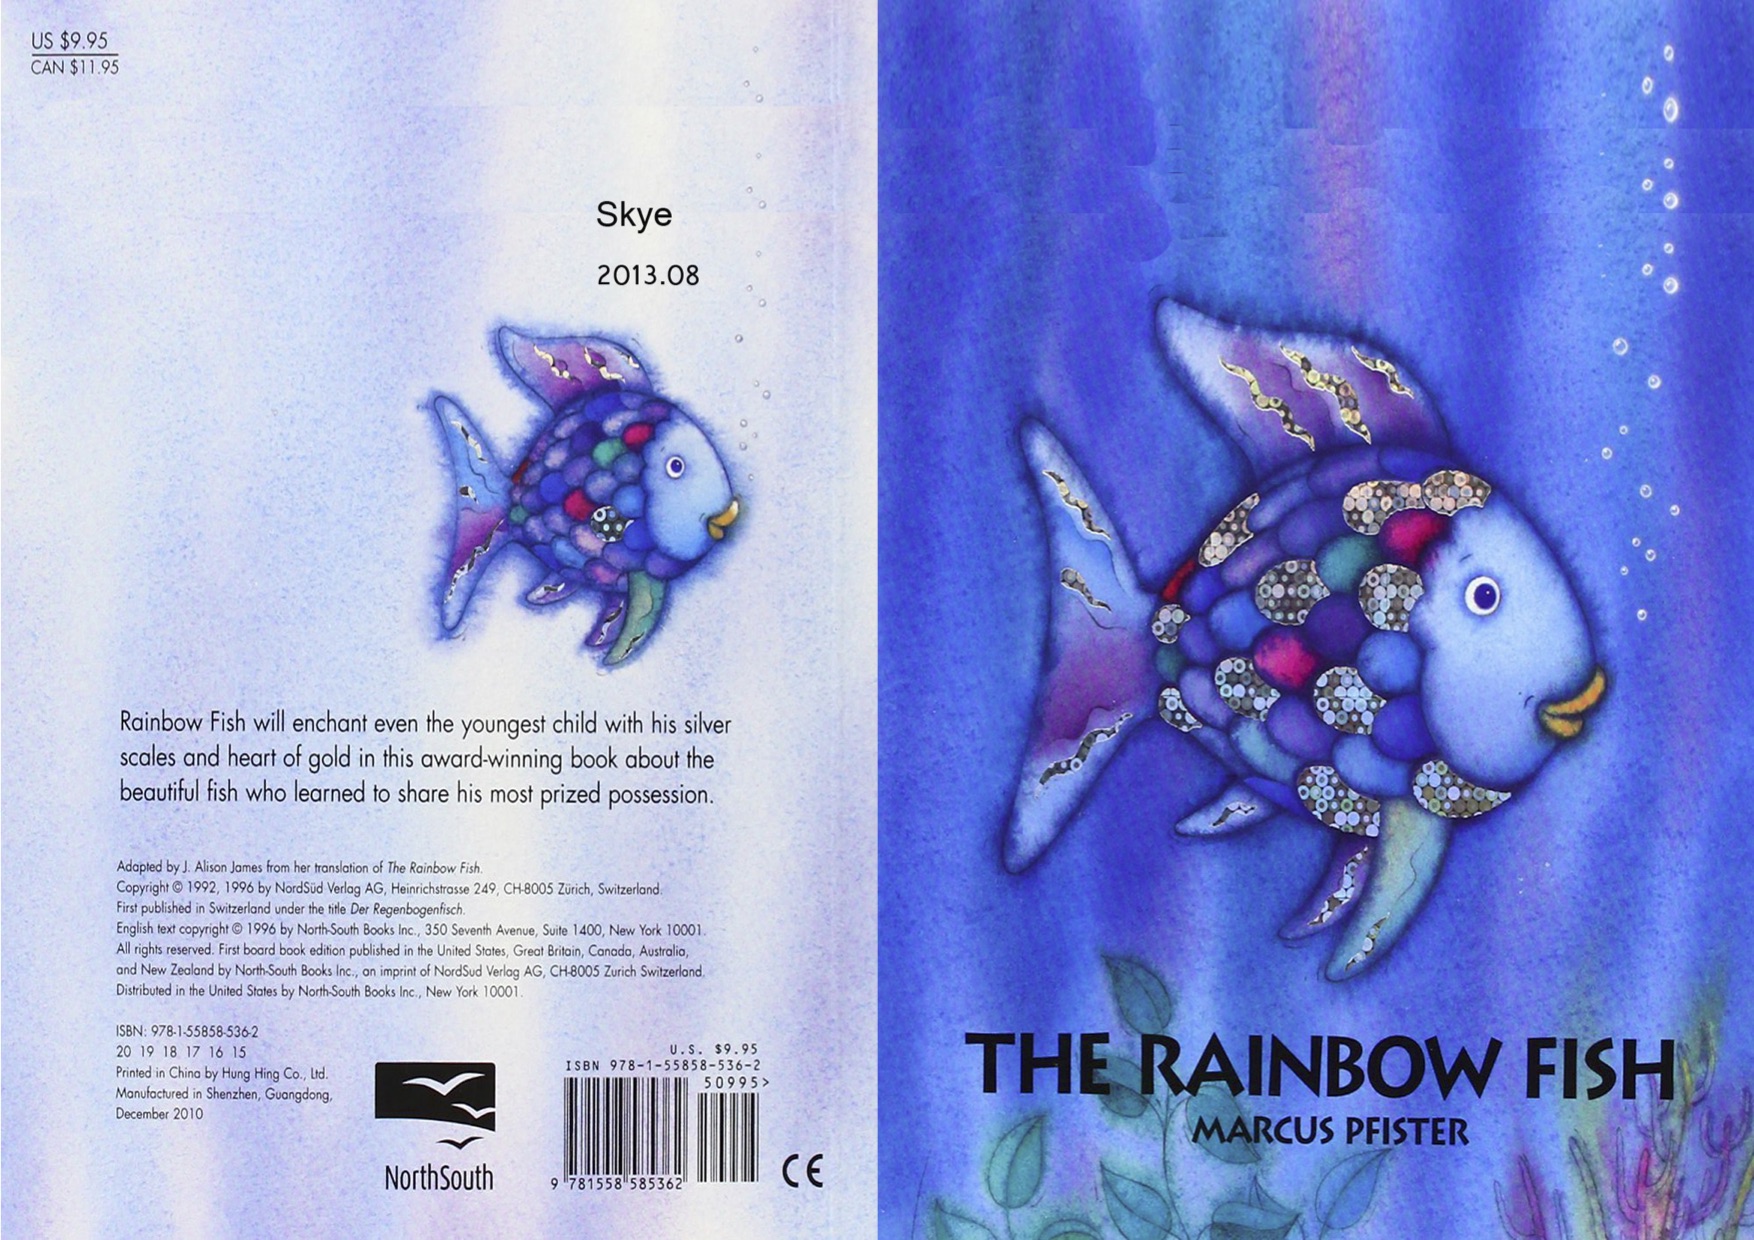 US $9.95
CAN $11.95
Skye
2013.08
Rainbow Fish will enchant even the youngest child with his silver
scales and heart of gold in this award-winning book about the
beautiful fish who learned to share his most prized possession.
Adapted by J. Alison James from her translation of The Rainbow Fish.
Copyright © 1992, 1996 by NordSüd Verlag AG, Heinrichstrasse 249, CH-8005 Zürich, Switzerland.
First published in Switzerland under the title Der Regenbogenfisch.
English text copyright © 1996 by North-South Books Inc., 350 Seventh Avenue, Suite 1400, New York 10001.
All rights reserved. First board book edition published in the United States, Great Britain, Canada, Australia,
and New Zealand by North-South Books Inc., an imprint of NordSüd Verlag AG, CH-8005 Zurich Switzerland.
Distributed in the United States by North-South Books Inc., New York 10001.
ISBN: 978-1-55858-536-2
20 19 18 17 16 15
Printed in China by Hung Hing Co., Ltd.
Manufactured in Shenzhen, Guangdong,
December 2010
NorthSouth
U.S. $9.95
ISBN 978-1-55858-536-2
50995>
9 781558 585362
CE
THE RAINBOW FISH
MARCUS PFISTER